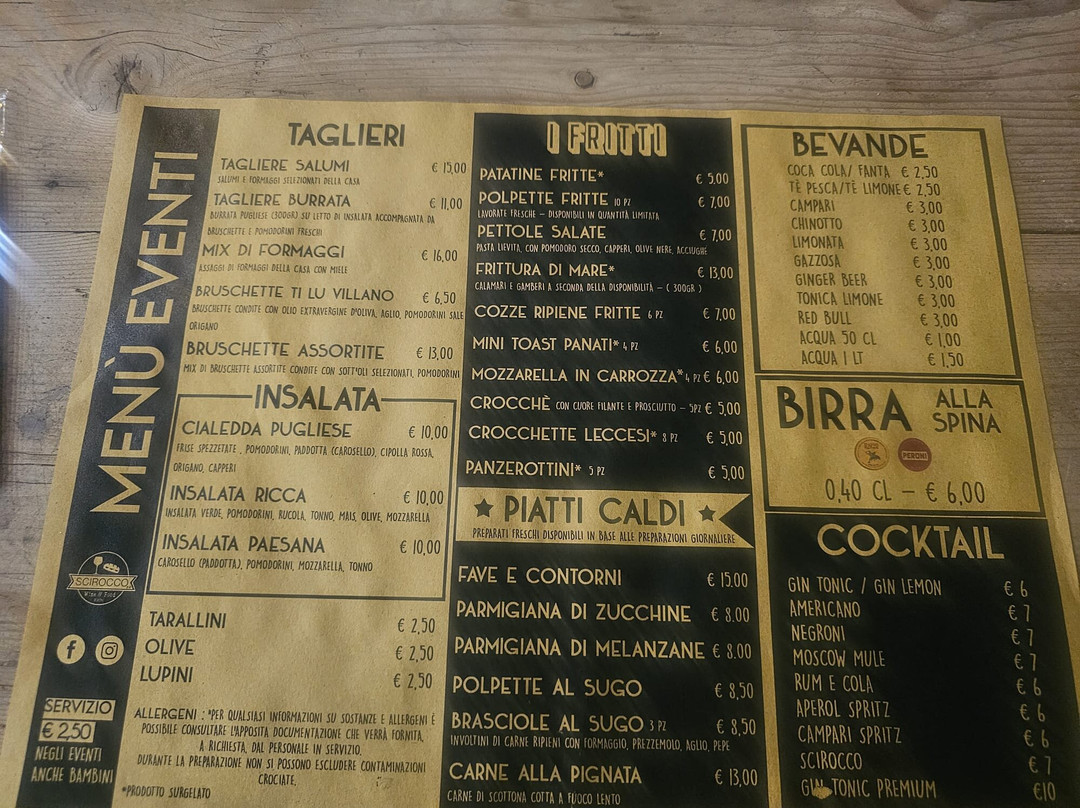 MENÙ EVENTI
SCIROCCO
Wine & Food
SERVIZIO
€ 2,50
NEGLI EVENTI
ANCHE BAMBINI
TAGLIERI
TAGLIERE SALUMI € 15,00
SALUMI E FORMAGGI SELEZIONATI DELLA CASA
TAGLIERE BURRATA € 11,00
BURRATA PUGLIESE (300GR) SU LETTO DI INSALATA ACCOMPAGNATA DA
BRUSCHETTE E POMODORINI FRESCHI
MIX DI FORMAGGI € 16,00
ASSAGGI DI FORMAGGI DELLA CASA CON MIELE
BRUSCHETTE TI LU VILLANO € 6,50
BRUSCHETTE CONDITE CON OLIO EXTRAVERGINE D'OLIVA, AGLIO, POMODORINI SALE
ORIGANO
BRUSCHETTE ASSORTITE € 13,00
MIX DI BRUSCHETTE ASSORTITE CONDITE CON SOTT'OLI SELEZIONATI, POMODORINI
INSALATA
CIALEDDA PUGLIESE € 10,00
FRISE SPEZZETATE , POMODORINI, PADDOTTA (CAROSELLO), CIPOLLA ROSSA,
ORIGANO, CAPPERI
INSALATA RICCA € 10,00
INSALATA VERDE, POMODORINI, RUCOLA, TONNO, MAIS, OLIVE, MOZZARELLA
INSALATA PAESANA € 10,00
CAROSELLO (PADDOTTA), POMODORINI, MOZZARELLA, TONNO
TARALLINI € 2,50
OLIVE € 2,50
LUPINI € 2,50
ALLERGENI : *PER QUALSIASI INFORMAZIONI SU SOSTANZE E ALLERGENI È
POSSIBILE CONSULTARE L'APPOSITA DOCUMENTAZIONE CHE VERRÀ FORNITA,
A RICHIESTA, DAL PERSONALE IN SERVIZIO.
DURANTE LA PREPARAZIONE NON SI POSSONO ESCLUDERE CONTAMINAZIONI
CROCIATE.
*PRODOTTO SURGELATO
I FRITTI
PATATINE FRITTE* € 5.00
POLPETTE FRITTE 10 PZ € 7,00
LAVORATE FRESCHE – DISPONIBILI IN QUANTITÀ LIMITATA
PETTOLE SALATE € 7,00
PASTA LIEVITA, CON POMODORO SECCO, CAPPERI, OLIVE NERE, ACCIUGHE
FRITTURA DI MARE* € 13,00
CALAMARI E GAMBERI A SECONDA DELLA DISPONIBILITÀ – ( 300GR )
COZZE RIPIENE FRITTE 6 PZ € 7,00
MINI TOAST PANATI* 4 PZ € 6,00
MOZZARELLA IN CARROZZA* 4 PZ € 6,00
CROCCHÈ CON CUORE FILANTE E PROSCIUTTO – 5PZ € 5,00
CROCCHETTE LECCESI* 8 PZ € 5,00
PANZEROTTINI* 5 PZ € 5,00
PIATTI CALDI
PREPARATI FRESCHI DISPONIBILI IN BASE ALLE PREPARAZIONI GIORNALIERE
FAVE E CONTORNI € 15,00
PARMIGIANA DI ZUCCHINE € 8.00
PARMIGIANA DI MELANZANE € 8.00
POLPETTE AL SUGO € 8,50
BRASCIOLE AL SUGO 3 PZ € 8,50
INVOLTINI DI CARNE RIPIENI CON FORMAGGIO, PREZZEMOLO, AGLIO, PEPE
CARNE ALLA PIGNATA € 13,00
CARNE DI SCOTTONA COTTA A FUOCO LENTO
BEVANDE
COCA COLA/ FANTA € 2,50
TÈ PESCA/TÈ LIMONE € 2,50
CAMPARI € 3,00
CHINOTTO € 3,00
LIMONATA € 3,00
GAZZOSA € 3,00
GINGER BEER € 3,00
TONICA LIMONE € 3,00
RED BULL € 3,00
ACQUA 50 CL € 1,00
ACQUA 1 LT € 1,50
BIRRA ALLA SPINA
PERONI
0,40 CL – € 6,00
COCKTAIL
GIN TONIC / GIN LEMON € 6
AMERICANO € 7
NEGRONI € 7
MOSCOW MULE € 7
RUM E COLA € 6
APEROL SPRITZ € 6
CAMPARI SPRITZ € 6
SCIROCCO € 7
GIN TONIC PREMIUM €10